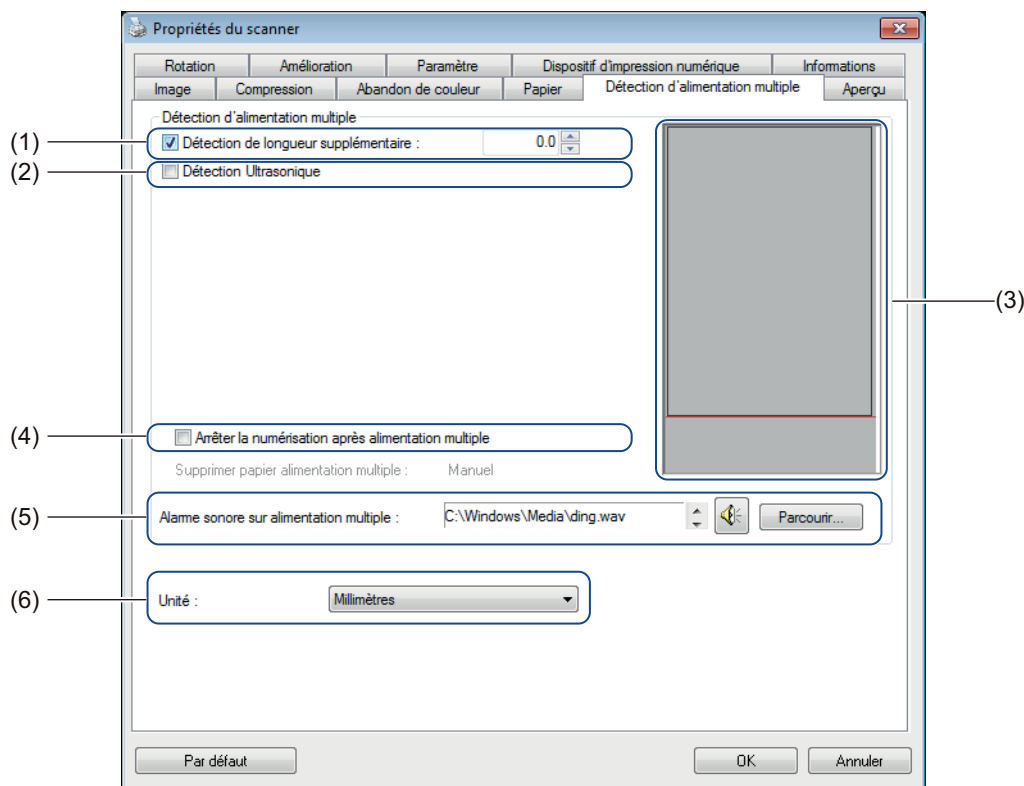 Propriétés du scanner
Rotation Amélioration Paramètre Dispositif d'impression numérique Informations
Image Compression Abandon de couleur Papier Détection d'alimentation multiple Aperçu
Détection d'alimentation multiple
(1) Détection de longueur supplémentaire : 0.0
(2) Détection Ultrasonique
(3)
(4) Arrêter la numérisation après alimentation multiple
Supprimer papier alimentation multiple : Manuel
(5) Alarme sonore sur alimentation multiple : C:\Windows\Media\ding.wav Parcourir...
(6) Unité : Millimètres
Par défaut OK Annuler